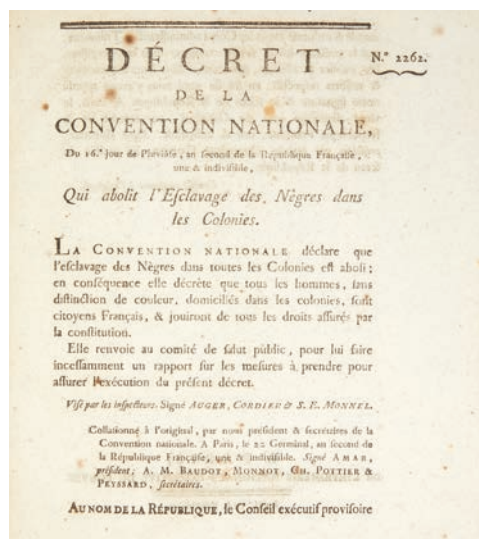 DÉCRET
N.º 2262.
DE LA
CONVENTION NATIONALE,
Du 16.e jour de Pluviôse, an second de la République Française,
une & indivisible,
Qui abolit l'Esclavage des Nègres dans
les Colonies.
LA CONVENTION NATIONALE déclare que
l'esclavage des Nègres dans toutes les Colonies est aboli ;
en conséquence elle décrète que tous les hommes, sans
distinction de couleur, domiciliés dans les colonies, sont
citoyens Français, & jouiront de tous les droits assurés par
la constitution.
Elle renvoie au comité de salut public, pour lui faire
incessamment un rapport sur les mesures à prendre pour
assurer l'exécution du présent décret.
Visé par les inspecteurs. Signé AUGER, CORDIER & S. E. MONNEL.
Collationné à l'original, par nous président & secrétaires de la
Convention nationale. A Paris, le 22 Germinal, an second de
la République Française, une & indivisible. Signé AMAR,
président; A. M. BAUDOT, MONNOT, CH. POTTIER &
PEYSSARD, secrétaires.
AU NOM DE LA RÉPUBLIQUE, le Conseil exécutif provisoire